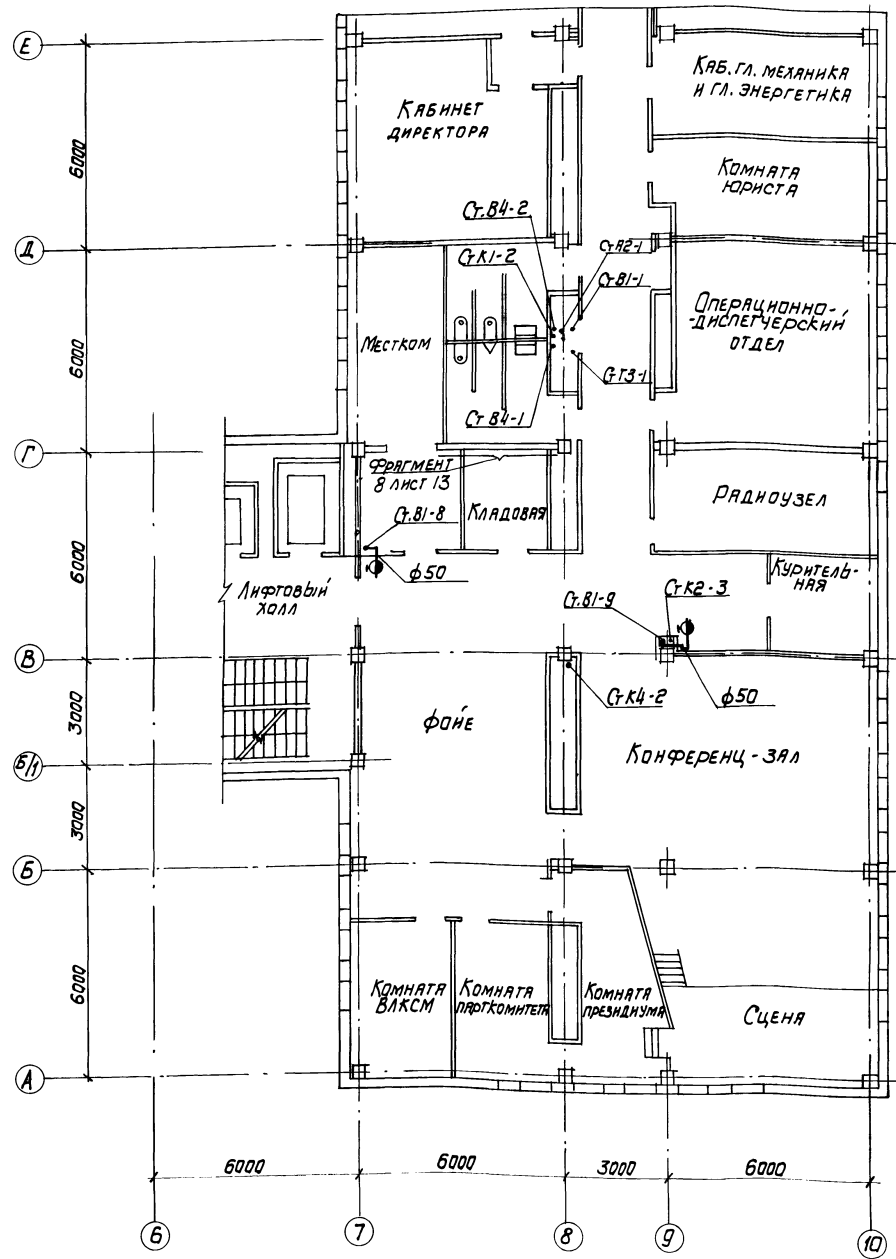 Е
Каб. гл. механика
и гл. энергетика
Кабинет
директора
6000
Комната
юриста
Ст.В4-2
Д
Ст.К1-2
Ст.А2-1
Ст.В1-1
Операционно-
-диспетчерский
отдел
Местком
6000
Ст.Т3-1
Ст.В4-1
Г
Фрагмент
8 лист 13
Кладовая
Радиоузел
Ст.В1-8
6000
ф50
Лифтовый
холл
Куритель-
ная
Ст.В1-9
Ст.К2-3
В
Ст.К4-2
ф50
3000
Фойе
Конференц-зал
Б/1
3000
Б
6000
Комната
ВЛКСМ
Комната
парткомитета
Комната
президиума
Сцена
А
6000
6000
3000
6000
6
7
8
9
10